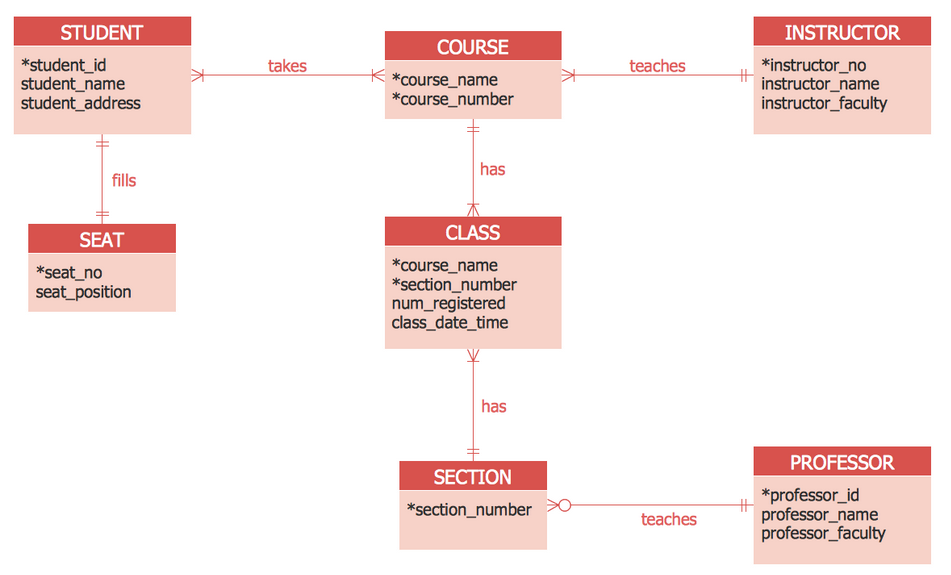 STUDENT
*student_id
student_name
student_address
takes
COURSE
*course_name
*course_number
teaches
INSTRUCTOR
*instructor_no
instructor_name
instructor_faculty
fills
has
SEAT
*seat_no
seat_position
CLASS
*course_name
*section_number
num_registered
class_date_time
has
SECTION
*section_number
teaches
PROFESSOR
*professor_id
professor_name
professor_faculty